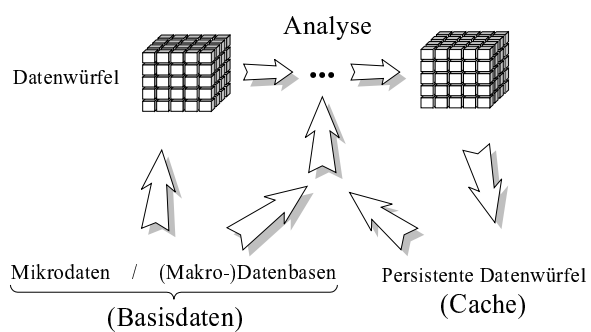 Analyse
Datenwürfel
...
Mikrodaten / (Makro-)Datenbasen
(Basisdaten)
Persistente Datenwürfel
(Cache)